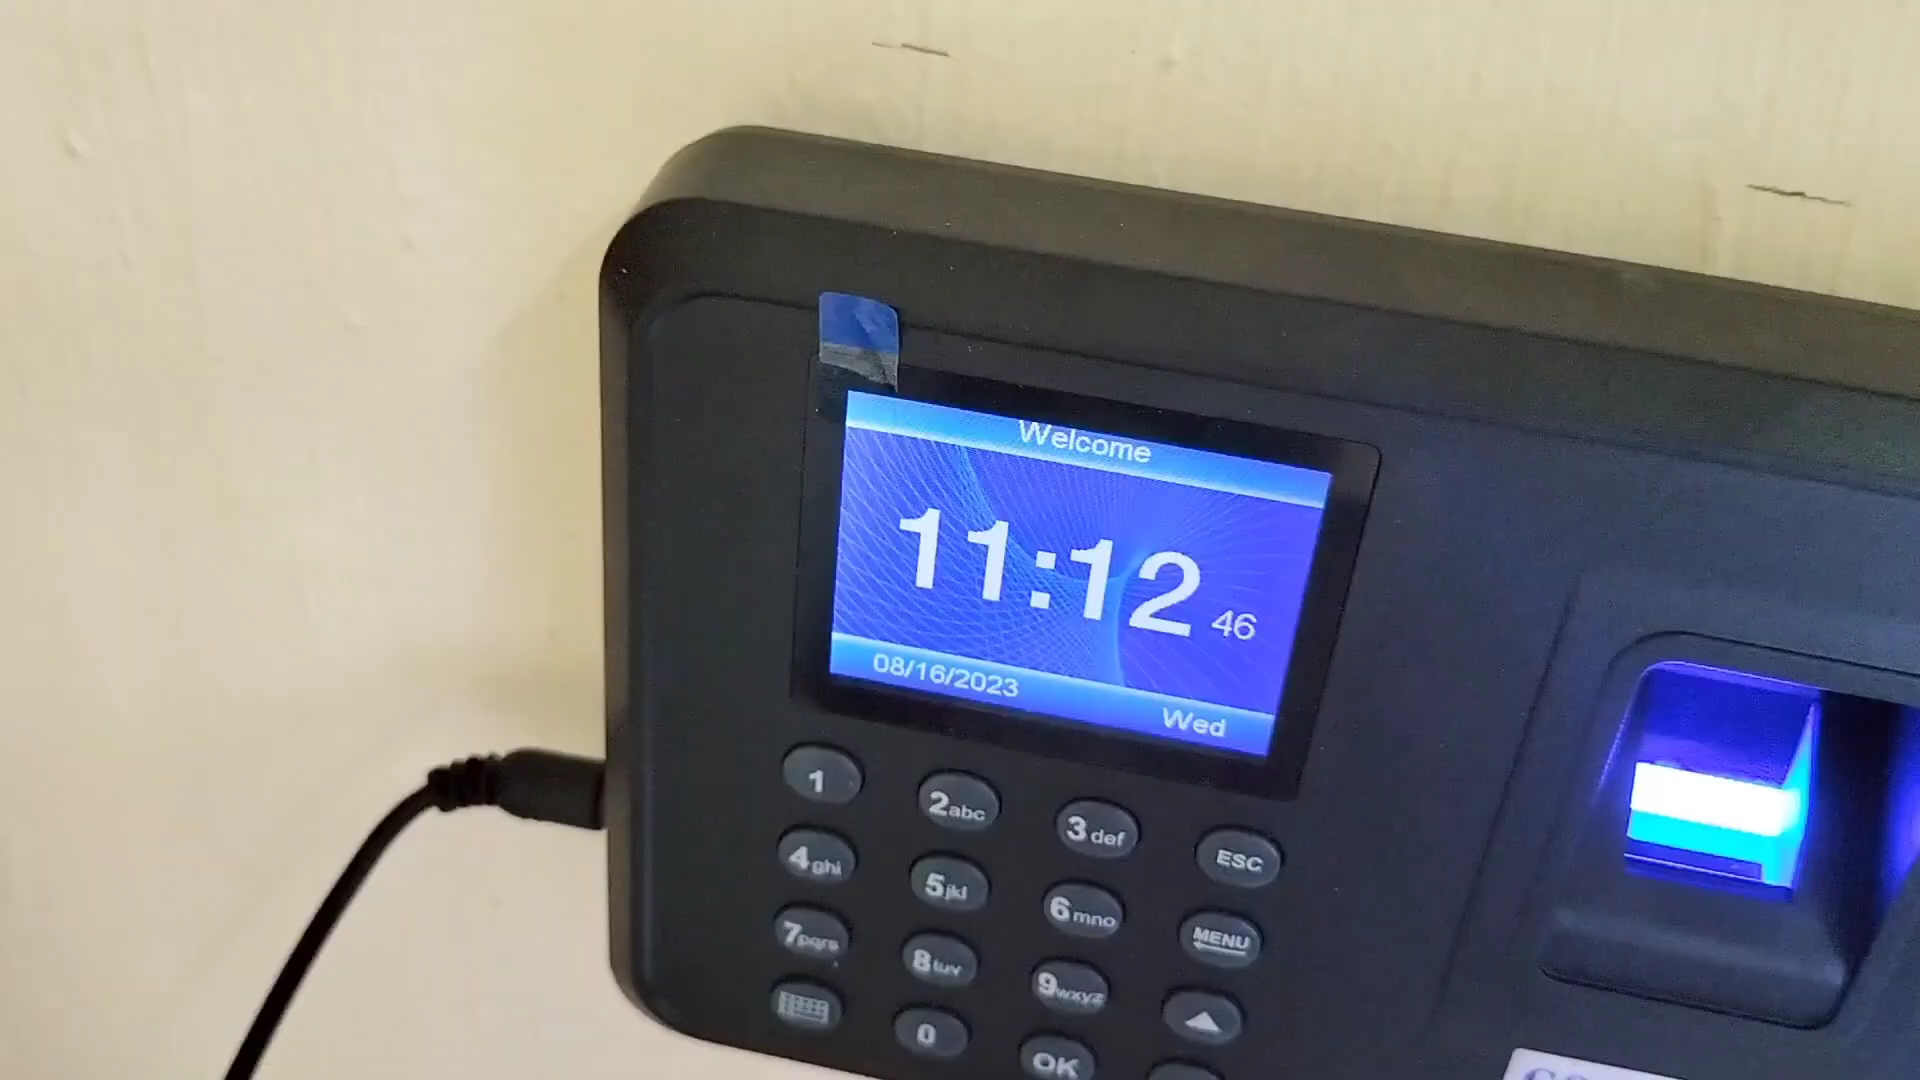 Welcome
11:12 46
08/16/2023
Wed
1
2abc
3def
ESC
4ghi
5jkl
6mno
MENU
7pqrs
8tuv
9wxyz
0
OK